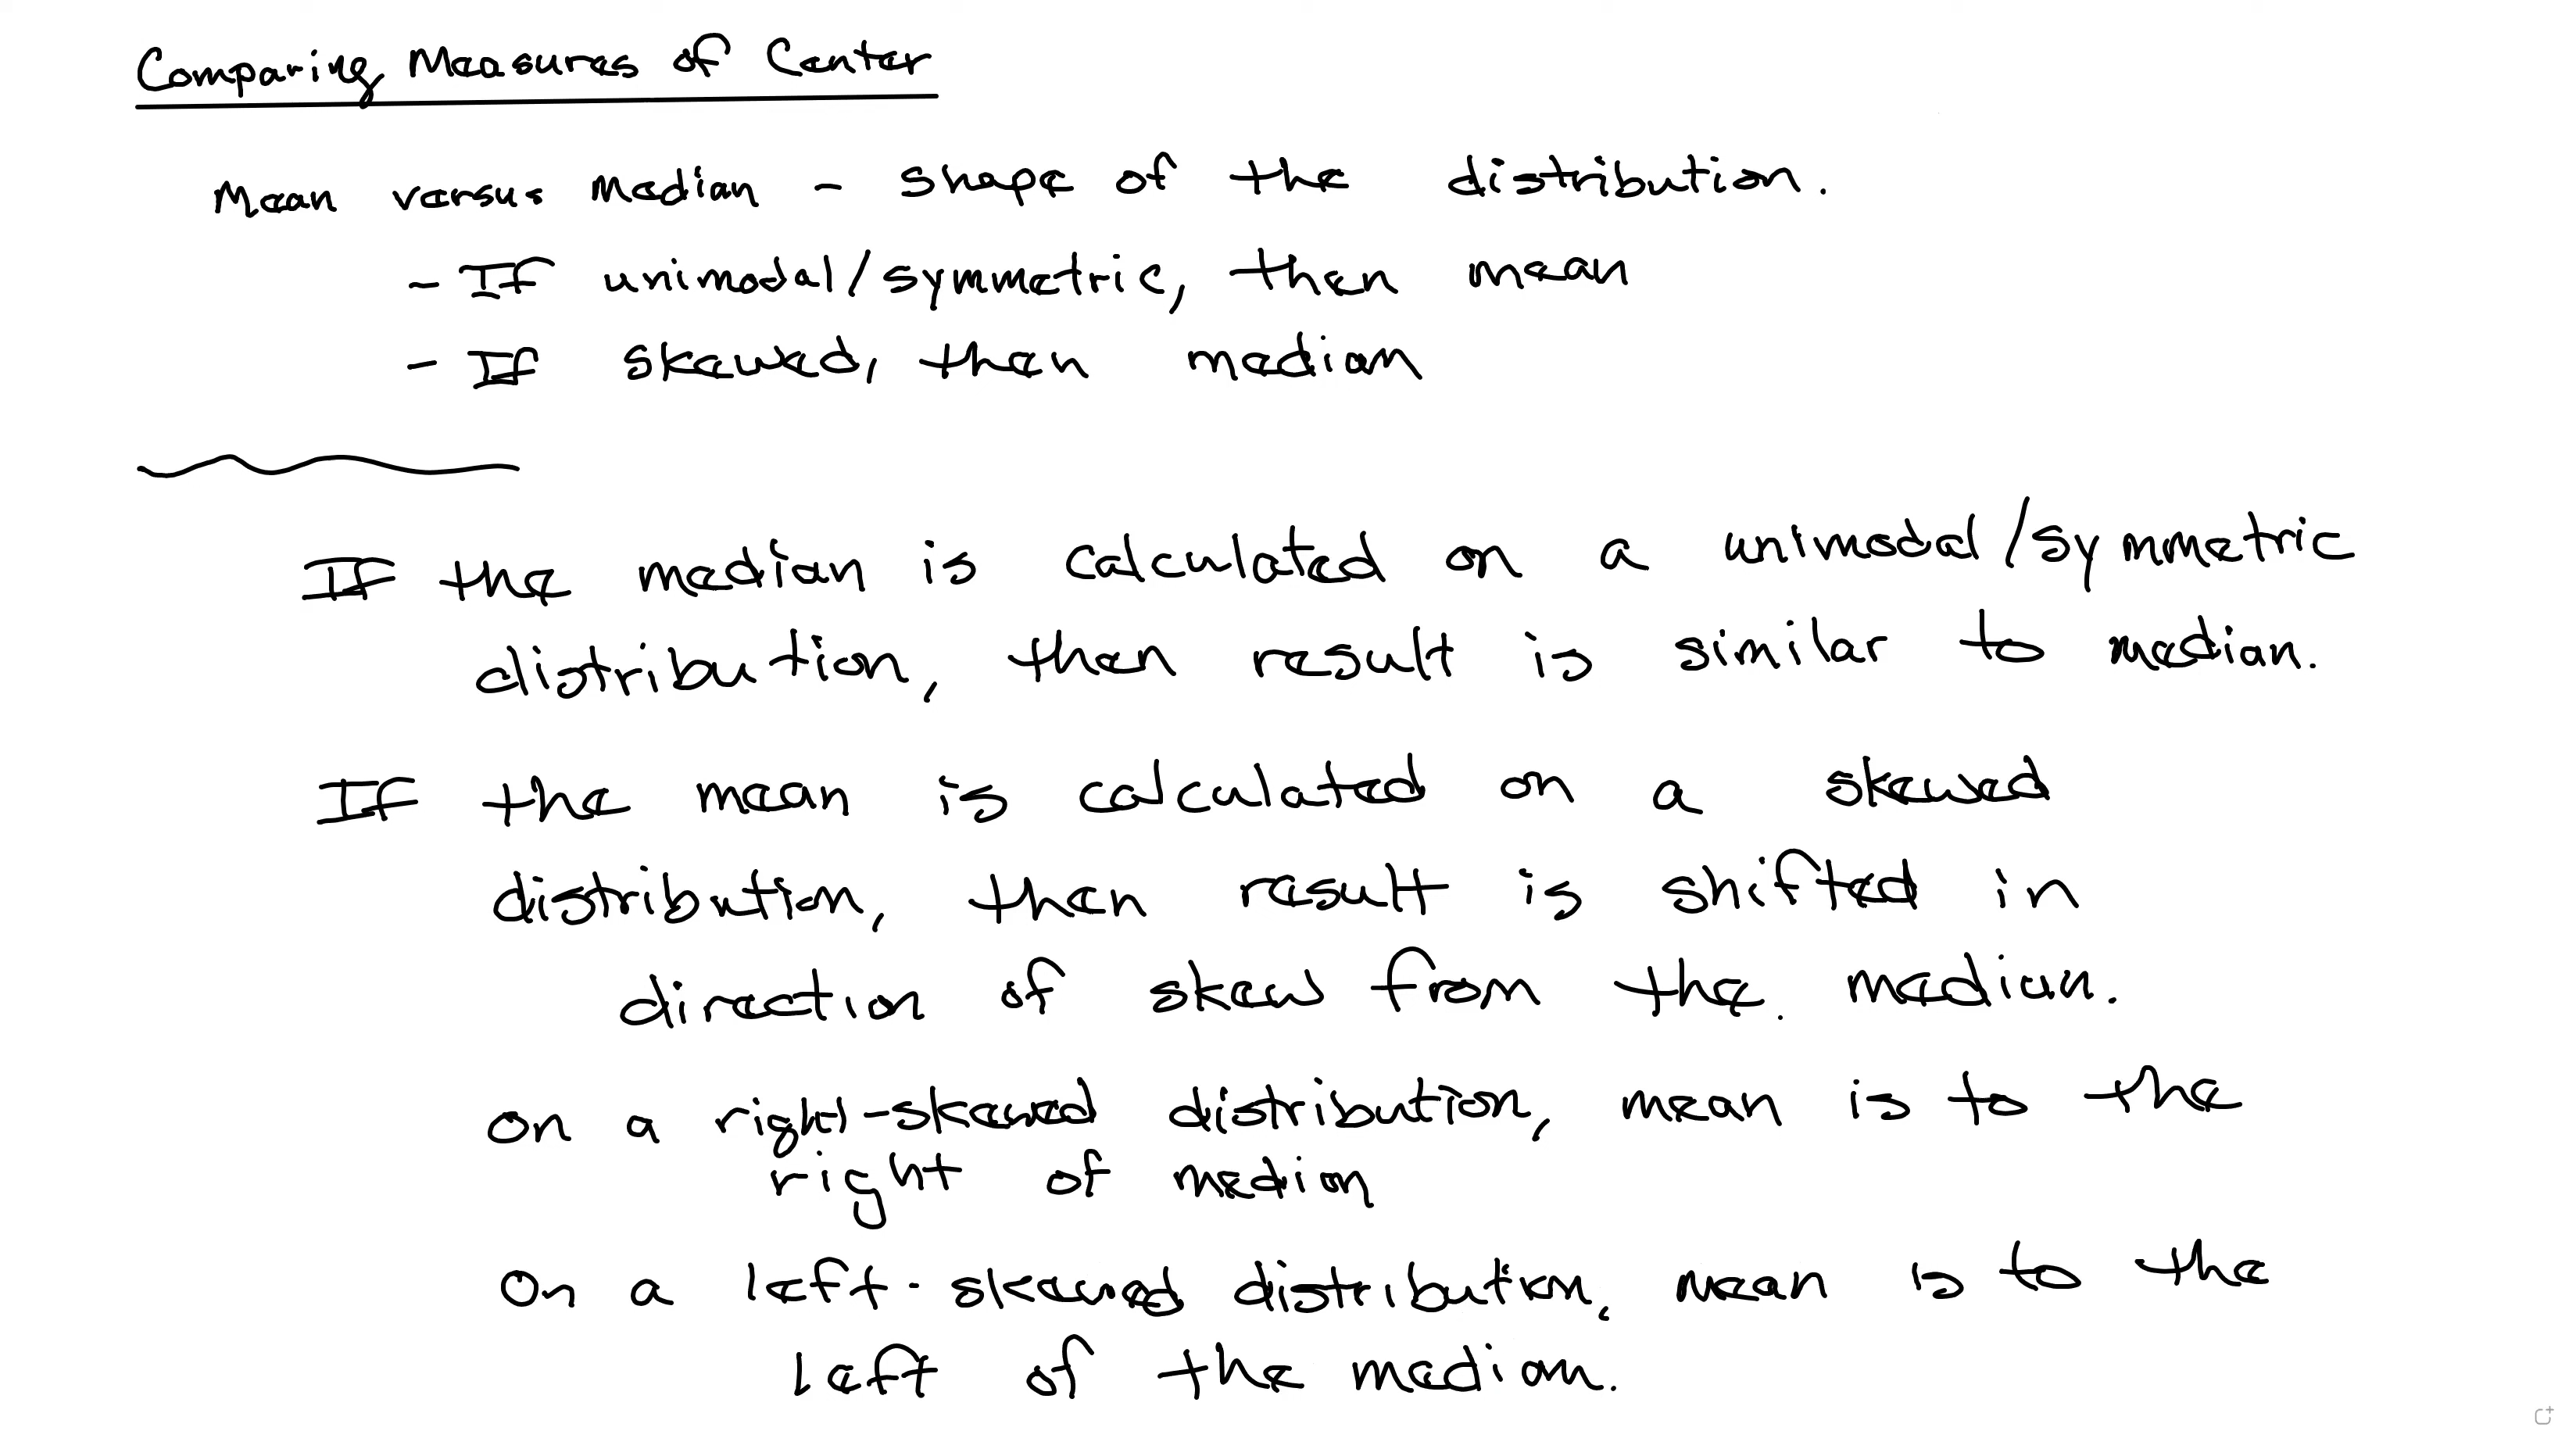 Comparing Measures of Center
Mean versus Median - shape of the distribution.
- If unimodal/symmetric, then mean
- If skewed, then median
If the median is calculated on a unimodal/symmetric
distribution, then result is similar to median.
If the mean is calculated on a skewed
distribution, then result is shifted in
direction of skew from the median.
On a right-skewed distribution, mean is to the
right of median
On a left-skewed distribution, mean is to the
left of the median.